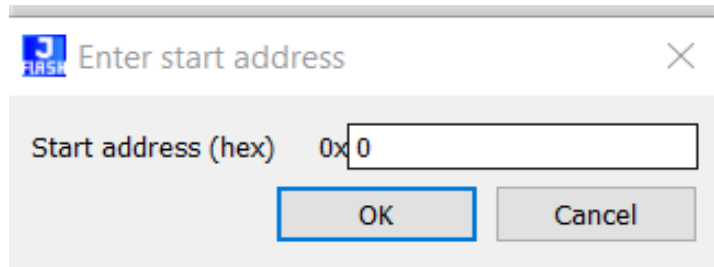 J
FLASH
Enter start address
Start address (hex) 0x 0
OK Cancel